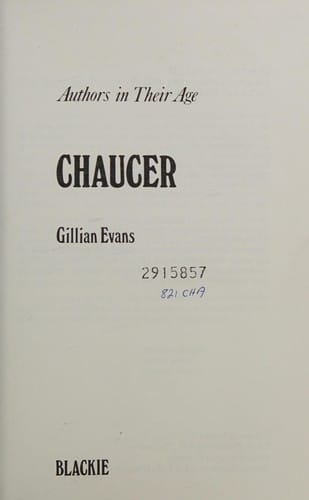 Authors in Their Age
CHAUCER
Gillian Evans
2915857
821 CHA
BLACKIE